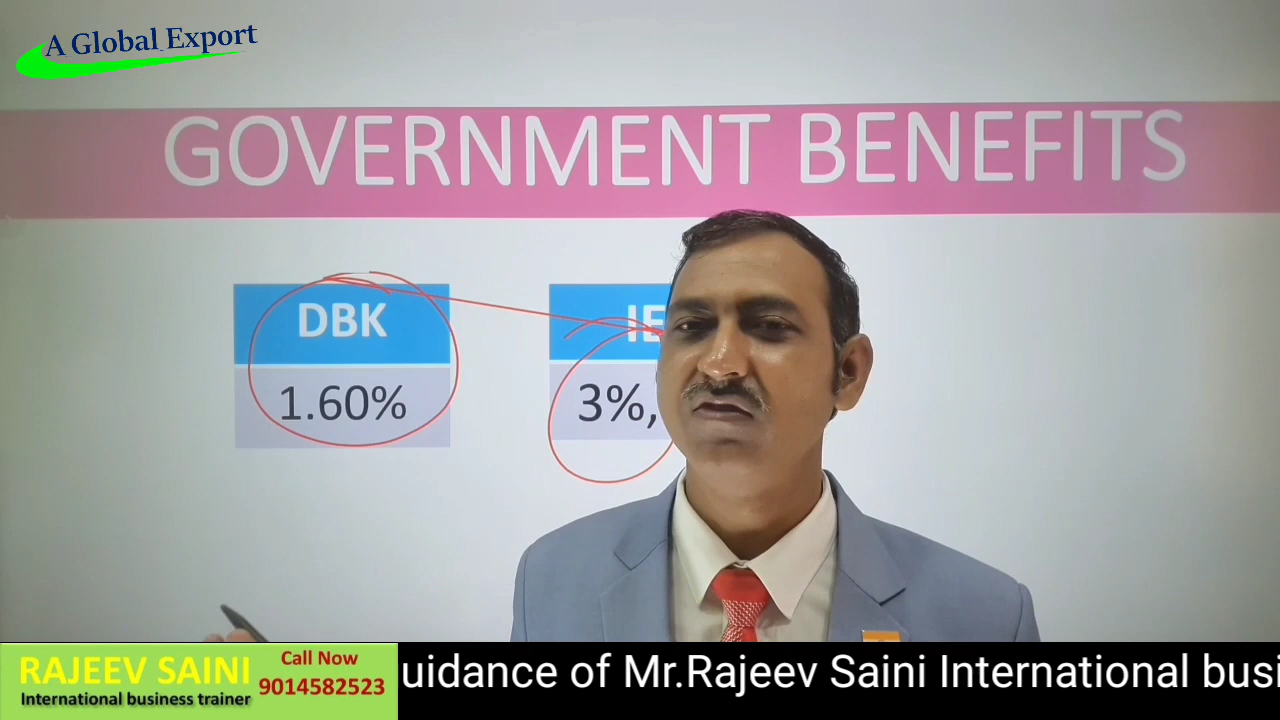 A Global Export
GOVERNMENT BENEFITS
DBK
IE
1.60%
3%,
RAJEEV SAINI
International business trainer
Call Now
9014582523
uidance of Mr.Rajeev Saini International busi